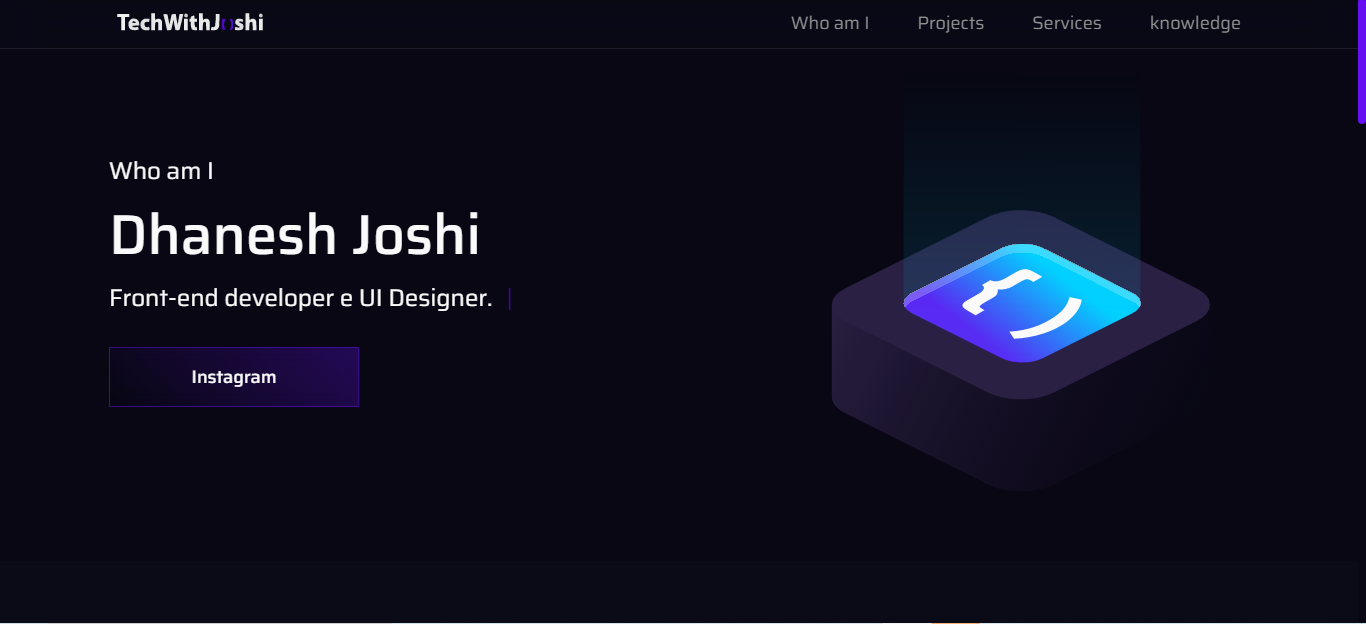 TechWithJoshi
Who am I
Projects
Services
knowledge
Who am I
Dhanesh Joshi
Front-end developer e UI Designer.
Instagram